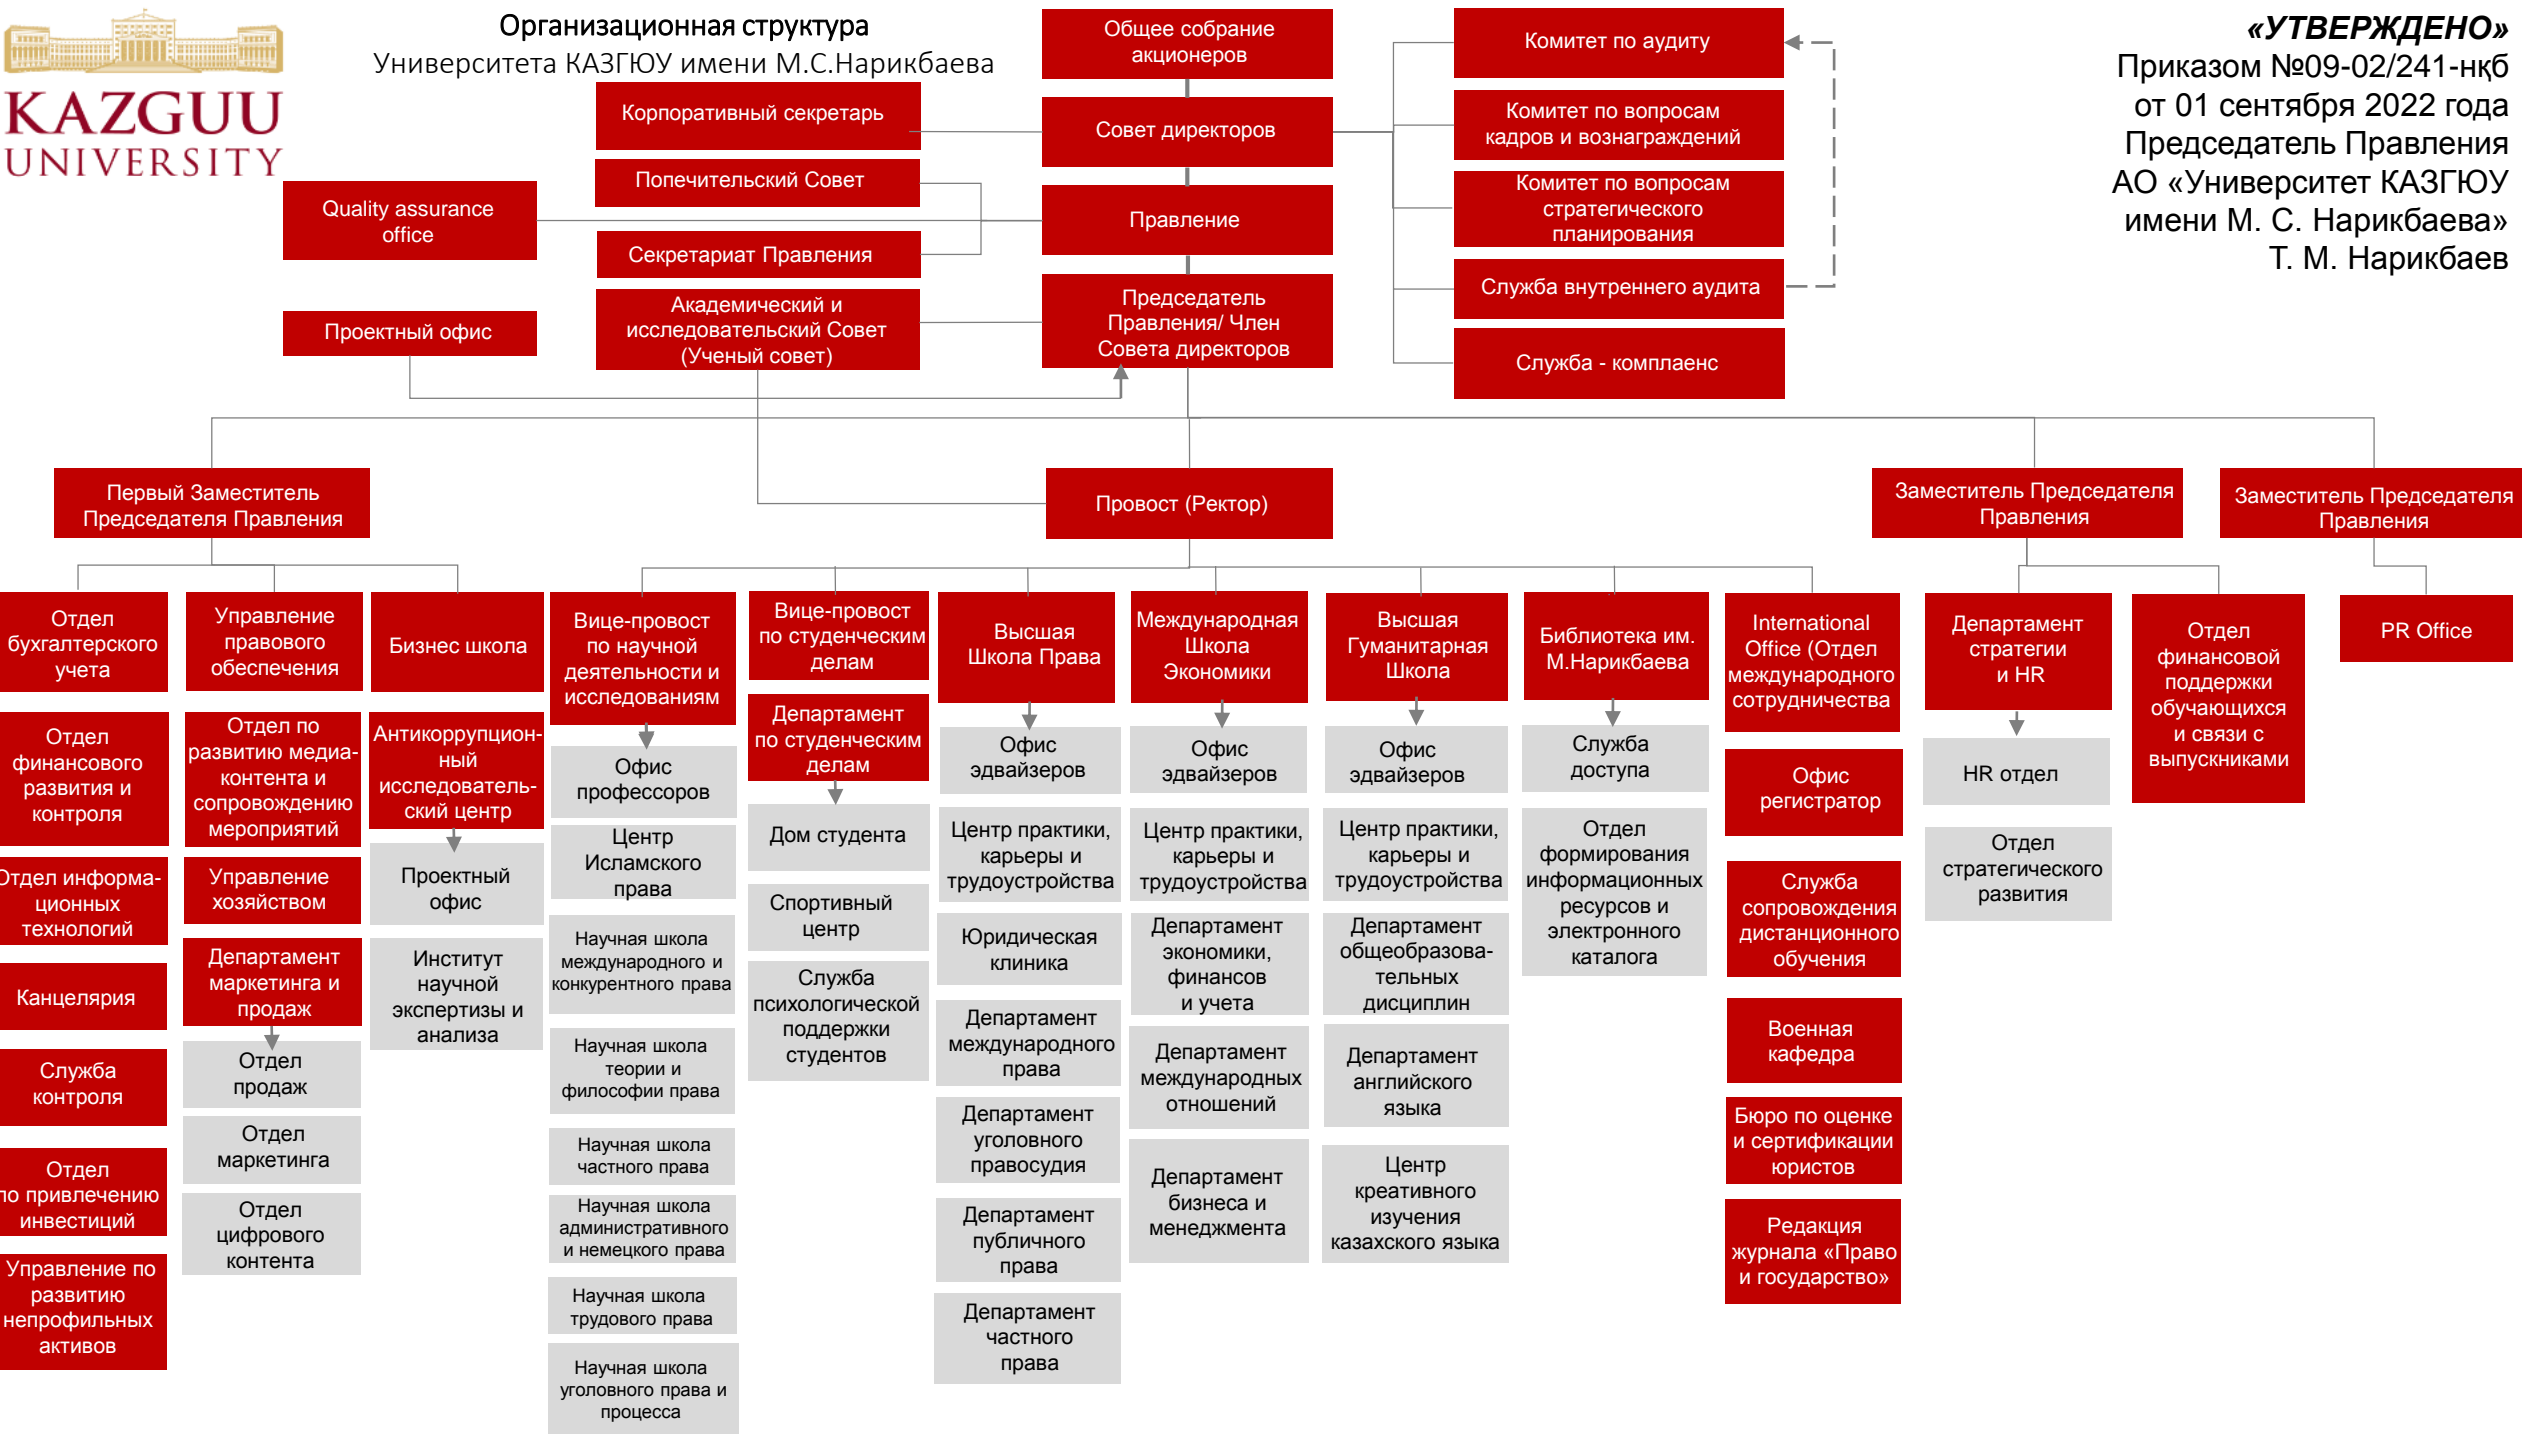 Организационная структура
Университета КАЗГЮУ имени М.С.Нарикбаева
KAZGUU
UNIVERSITY
«УТВЕРЖДЕНО»
Приказом №09-02/241-нқб
от 01 сентября 2022 года
Председатель Правления
АО «Университет КАЗГЮУ
имени М. С. Нарикбаева»
Т. М. Нарикбаев
Общее собрание
акционеров
Корпоративный секретарь
Совет директоров
Комитет по аудиту
Комитет по вопросам
кадров и вознаграждений
Комитет по вопросам
стратегического
планирования
Служба внутреннего аудита
Служба - комплаенс
Попечительский Совет
Quality assurance
office
Правление
Секретариат Правления
Проектный офис
Академический и
исследовательский Совет
(Ученый совет)
Председатель
Правления/ Член
Совета директоров
Первый Заместитель
Председателя Правления
Провост (Ректор)
Заместитель Председателя
Правления
Заместитель Председателя
Правления
Отдел
бухгалтерского
учета
Отдел
финансового
развития и
контроля
Отдел информа-
ционных
технологий
Канцелярия
Служба
контроля
Отдел
по привлечению
инвестиций
Управление по
развитию
непрофильных
активов
Управление
правового
обеспечения
Отдел по
развитию медиа-
контента и
сопровождению
мероприятий
Управление
хозяйством
Департамент
маркетинга и
продаж
Отдел
продаж
Отдел
маркетинга
Отдел
цифрового
контента
Бизнес школа
Антикоррупцион-
ный
исследователь-
ский центр
Проектный
офис
Институт
научной
экспертизы и
анализа
Вице-провост
по научной
деятельности и
исследованиям
Офис
профессоров
Центр
Исламского
права
Научная школа
международного и
конкурентного права
Научная школа
теории и
философии права
Научная школа
частного права
Научная школа
административного
и немецкого права
Научная школа
трудового права
Научная школа
уголовного права и
процесса
Вице-провост
по студенческим
делам
Департамент
по студенческим
делам
Дом студента
Спортивный
центр
Служба
психологической
поддержки
студентов
Высшая
Школа Права
Офис
эдвайзеров
Центр практики,
карьеры и
трудоустройства
Юридическая
клиника
Департамент
международного
права
Департамент
уголовного
правосудия
Департамент
публичного
права
Департамент
частного
права
Международная
Школа
Экономики
Офис
эдвайзеров
Центр практики,
карьеры и
трудоустройства
Департамент
экономики,
финансов
и учета
Департамент
международных
отношений
Департамент
бизнеса и
менеджмента
Высшая
Гуманитарная
Школа
Офис
эдвайзеров
Центр практики,
карьеры и
трудоустройства
Департамент
общеобразова-
тельных
дисциплин
Департамент
английского
языка
Центр
креативного
изучения
казахского языка
Библиотека им.
М.Нарикбаева
Служба
доступа
Отдел
формирования
информационных
ресурсов и
электронного
каталога
International
Office (Отдел
международного
сотрудничества
Офис
регистратор
Служба
сопровождения
дистанционного
обучения
Военная
кафедра
Бюро по оценке
и сертификации
юристов
Редакция
журнала «Право
и государство»
Департамент
стратегии
и HR
HR отдел
Отдел
стратегического
развития
Отдел
финансовой
поддержки
обучающихся
и связи с
выпускниками
PR Office